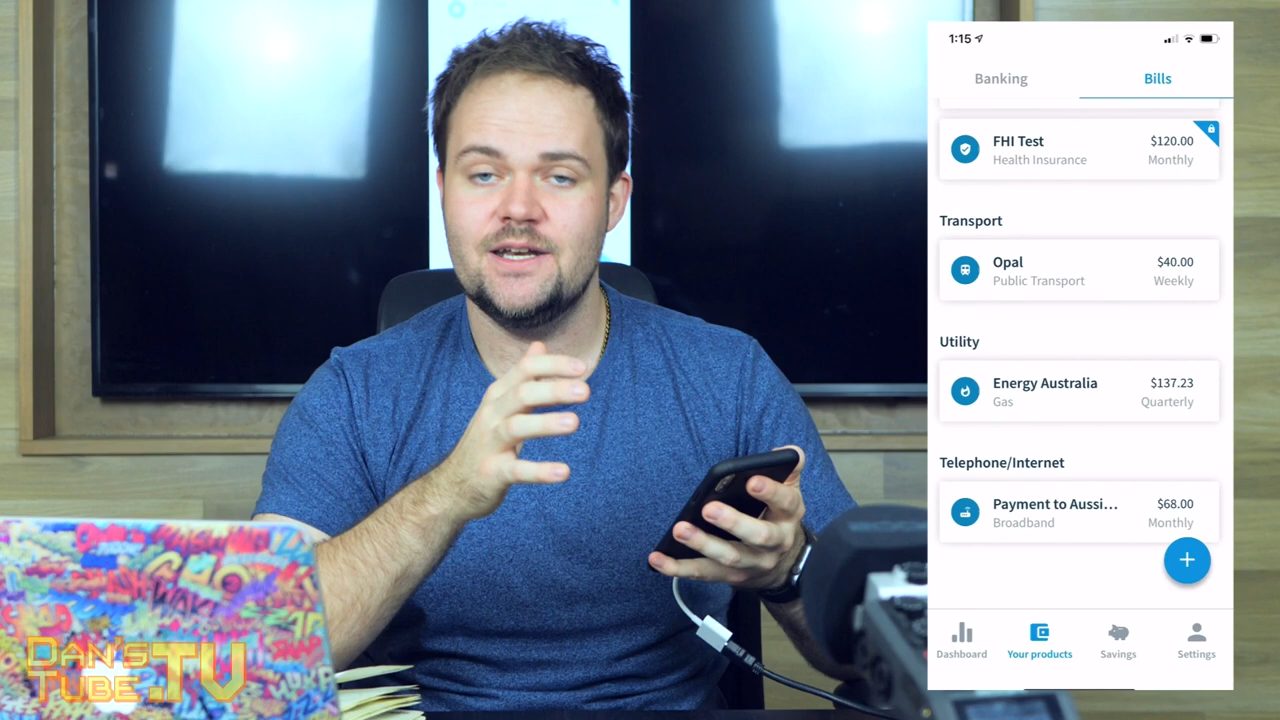 1:15
Banking
Bills
FHI Test
$120.00
Health Insurance
Monthly
Transport
Opal
$40.00
Public Transport
Weekly
Utility
Energy Australia
$137.23
Gas
Quarterly
Telephone/Internet
Payment to Aussi...
$68.00
Broadband
Monthly
+
Dashboard
Your products
Savings
Settings
DAN'S
TUBE.TV